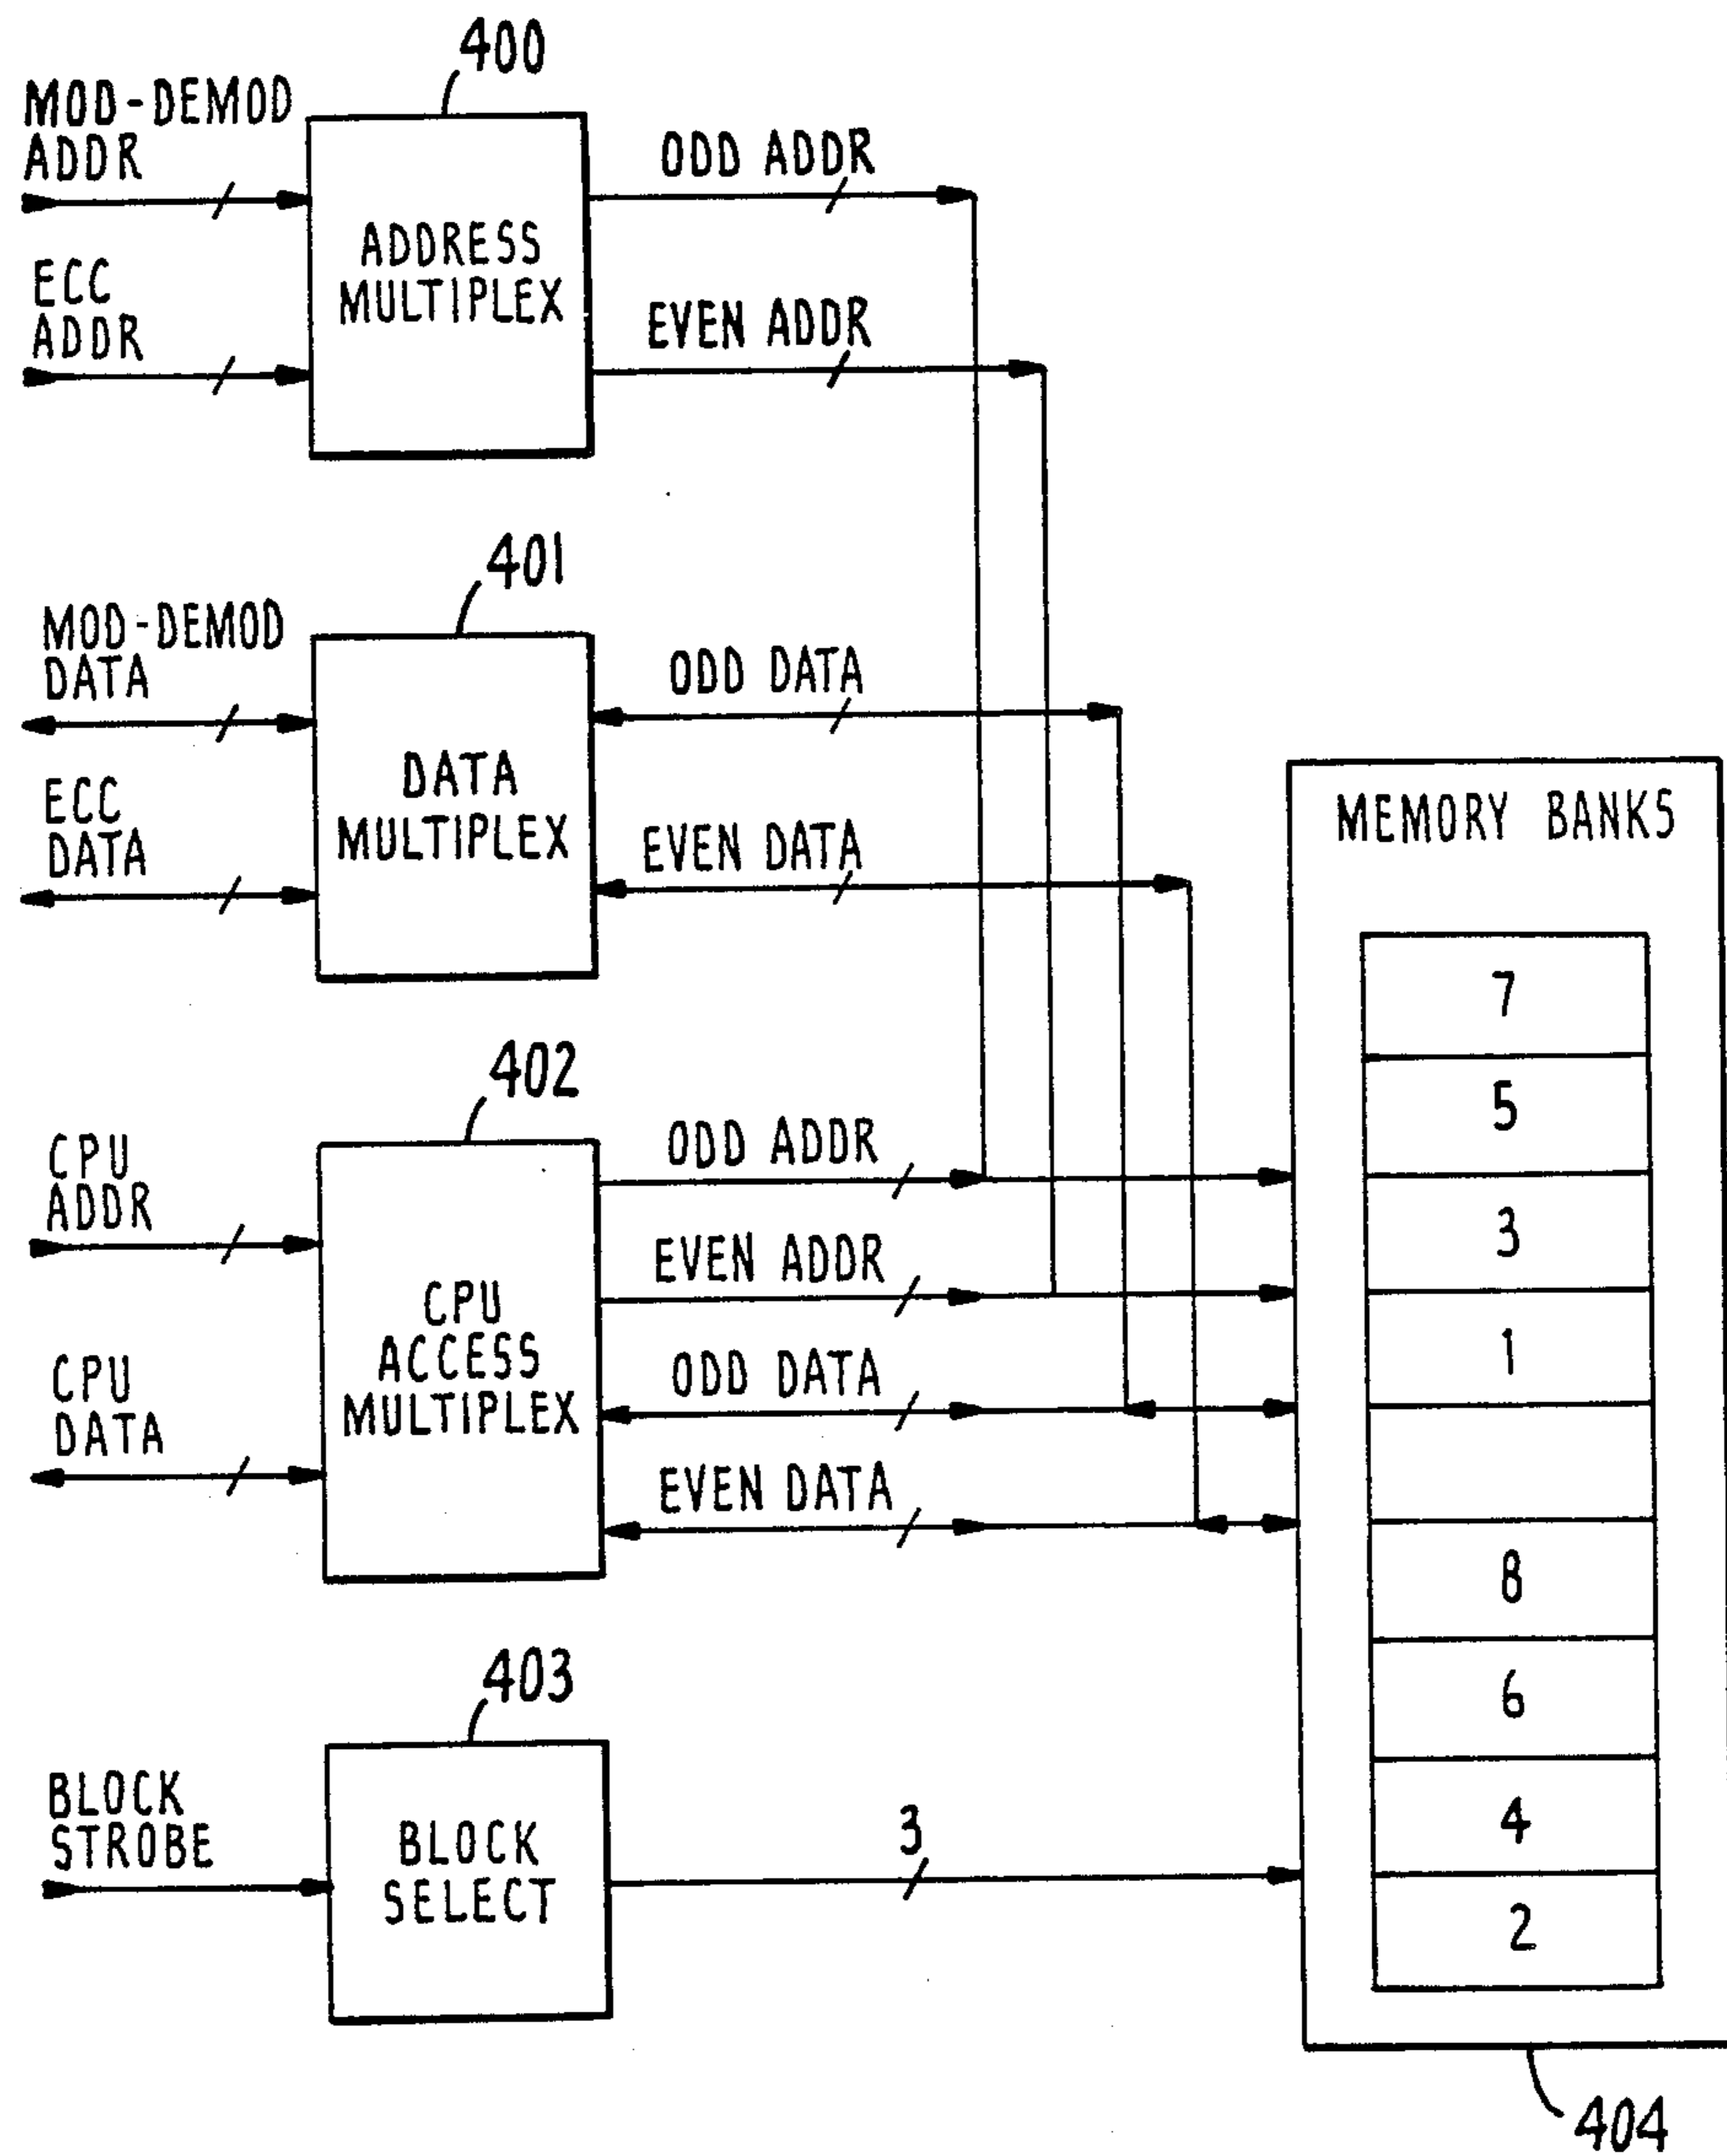 400
MOD-DEMOD
ADDR
ODD ADDR
ADDRESS
MULTIPLEX
ECC
ADDR
EVEN ADDR
401
MOD-DEMOD
DATA
ODD DATA
DATA
MULTIPLEX
ECC
DATA
EVEN DATA
402
CPU
ADDR
ODD ADDR
EVEN ADDR
CPU
ACCESS
MULTIPLEX
CPU
DATA
ODD DATA
EVEN DATA
403
BLOCK
STROBE
BLOCK
SELECT
3
MEMORY BANKS
7
5
3
1
8
6
4
2
404